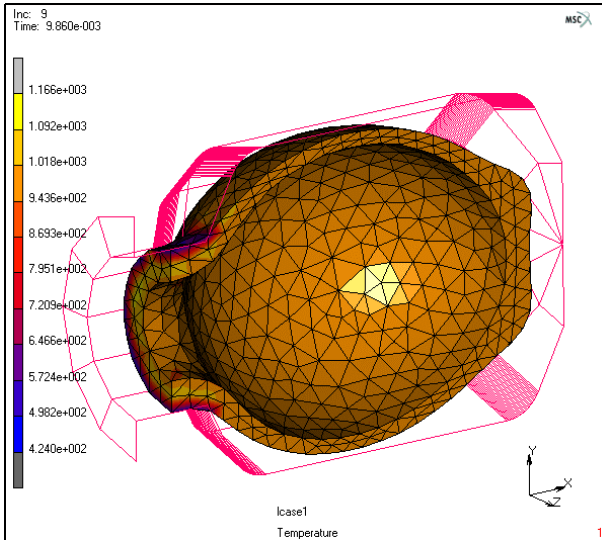 Inc: 9
Time: 9.860e-003
MSC
1.166e+003
1.092e+003
1.018e+003
9.436e+002
8.693e+002
7.951e+002
7.209e+002
6.466e+002
5.724e+002
4.982e+002
4.240e+002
Y
X
Z
lcase1
Temperature
1